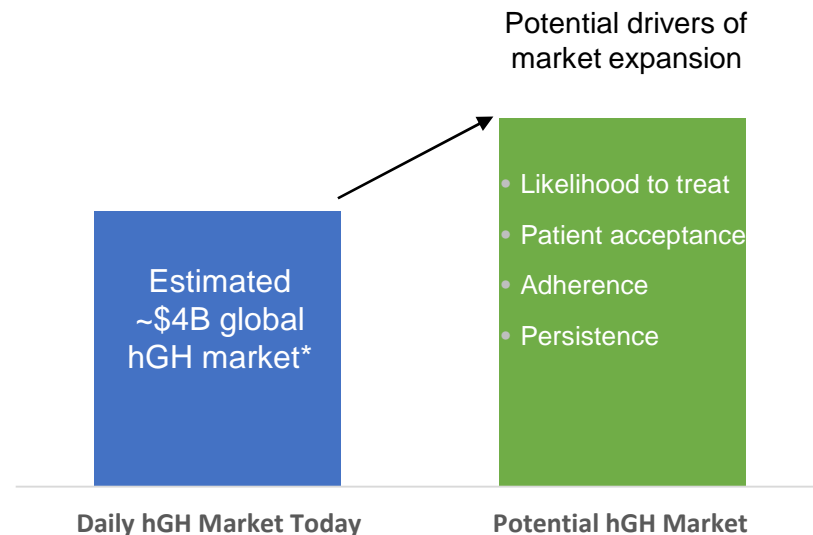 Potential drivers of
market expansion
• Likelihood to treat
• Patient acceptance
• Adherence
• Persistence
Estimated
~$4B global
hGH market*
Daily hGH Market Today
Potential hGH Market